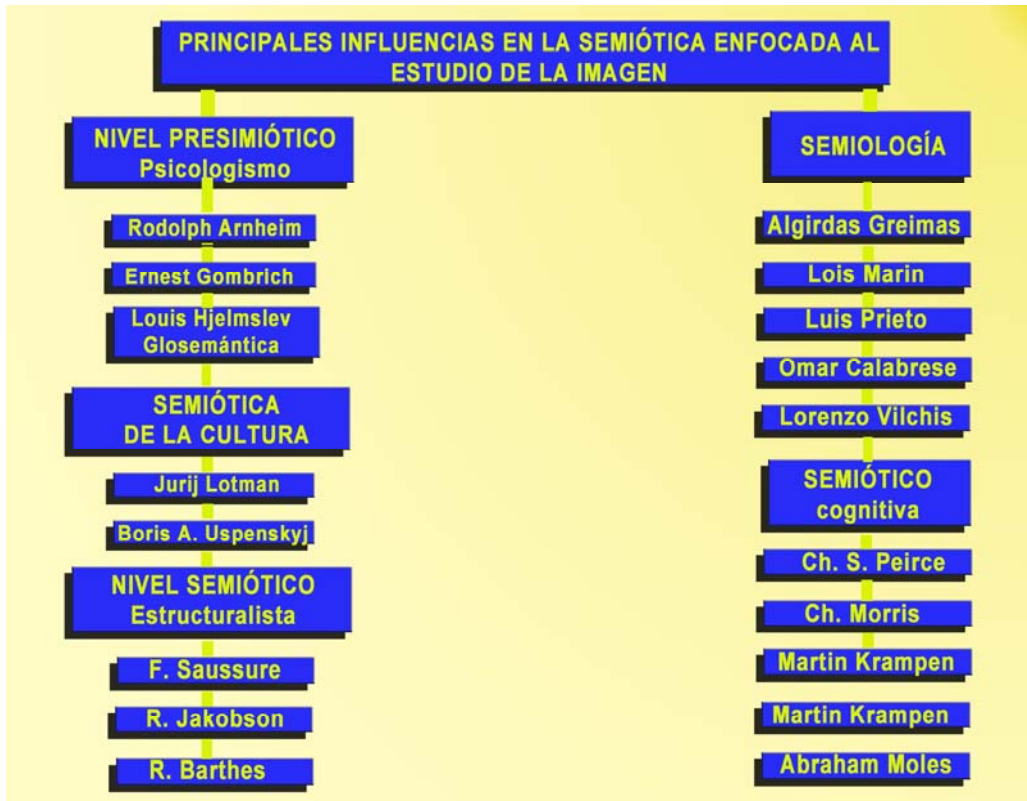 PRINCIPALES INFLUENCIAS EN LA SEMIÓTICA ENFOCADA AL
ESTUDIO DE LA IMAGEN
NIVEL PRESIMIÓTICO
Psicologismo
Rodolph Arnheim
Ernest Gombrich
Louis Hjelmslev
Glosemántica
SEMIÓTICA
DE LA CULTURA
Jurij Lotman
Boris A. Uspenskyj
NIVEL SEMIÓTICO
Estructuralista
F. Saussure
R. Jakobson
R. Barthes
SEMIOLOGÍA
Algirdas Greimas
Lois Marin
Luis Prieto
Omar Calabrese
Lorenzo Vilchis
SEMIÓTICO
cognitiva
Ch. S. Peirce
Ch. Morris
Martin Krampen
Martin Krampen
Abraham Moles